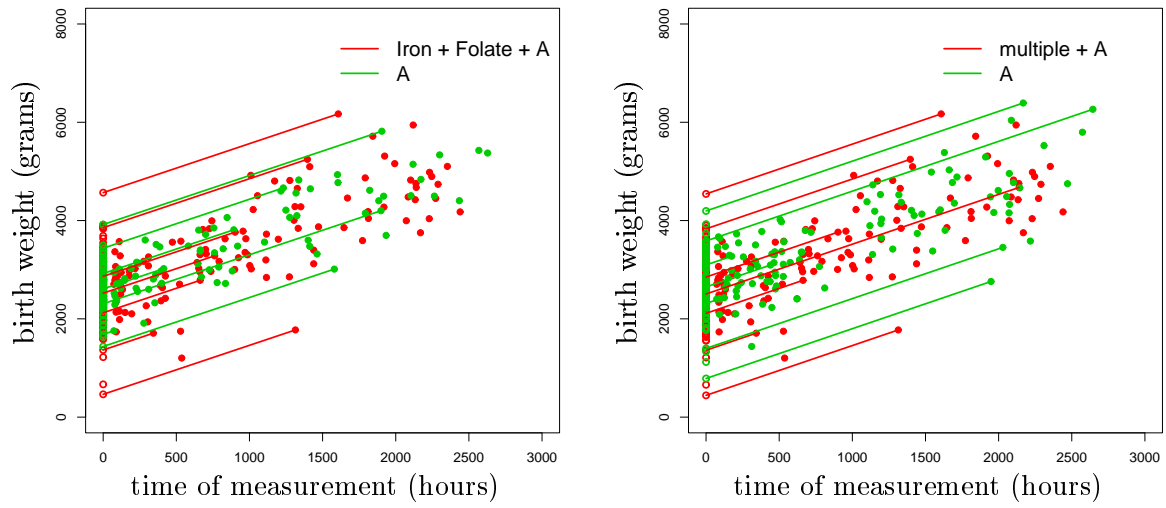 birth weight (grams)
8000
6000
4000
2000
0
Iron + Folate + A
A
0 500 1000 1500 2000 2500 3000
time of measurement (hours)
birth weight (grams)
8000
6000
4000
2000
0
multiple + A
A
0 500 1000 1500 2000 2500 3000
time of measurement (hours)